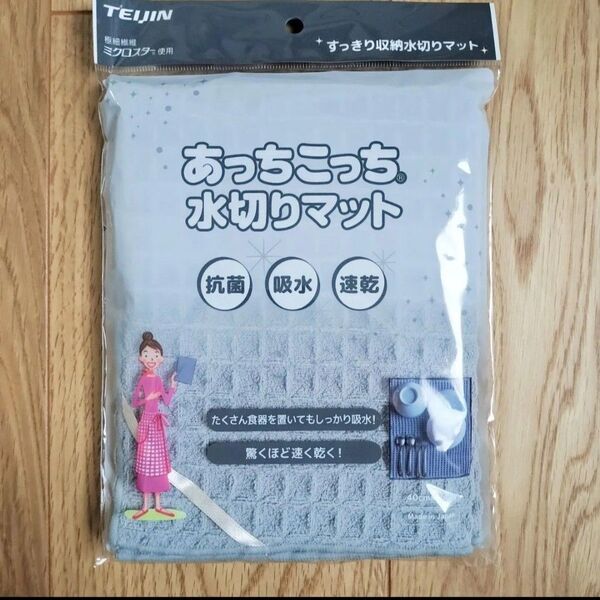 TEIJIN
極細繊維
ミクロスター®使用
すっきり収納水切りマット
あっちこっち®
水切りマット
抗菌
吸水
速乾
たくさん食器を置いてもしっかり吸水!
驚くほど速く乾く!
40cm
Made in Japan